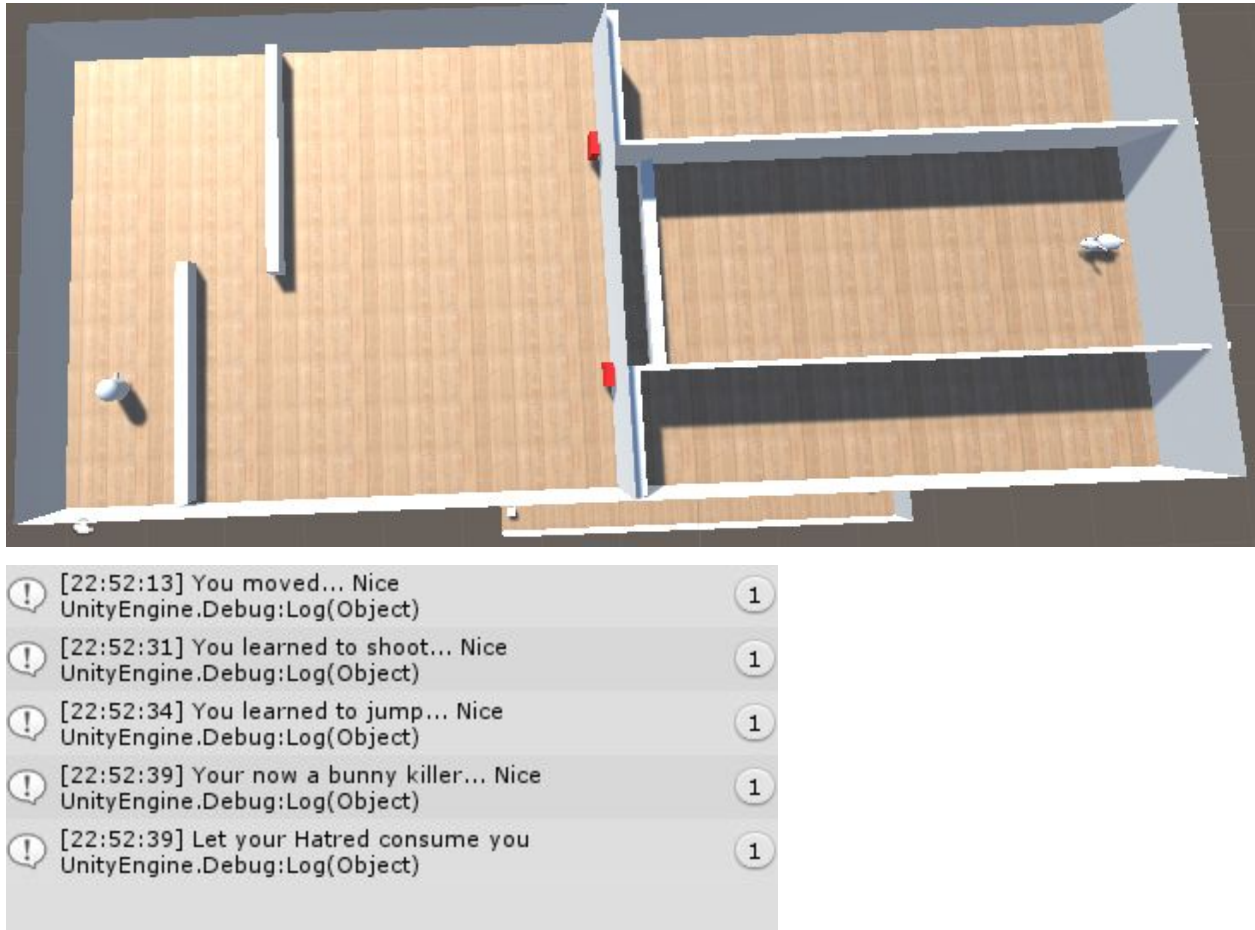 [22:52:13] You moved... Nice
UnityEngine.Debug:Log(Object)
1
[22:52:31] You learned to shoot... Nice
UnityEngine.Debug:Log(Object)
1
[22:52:34] You learned to jump... Nice
UnityEngine.Debug:Log(Object)
1
[22:52:39] Your now a bunny killer... Nice
UnityEngine.Debug:Log(Object)
1
[22:52:39] Let your Hatred consume you
UnityEngine.Debug:Log(Object)
1